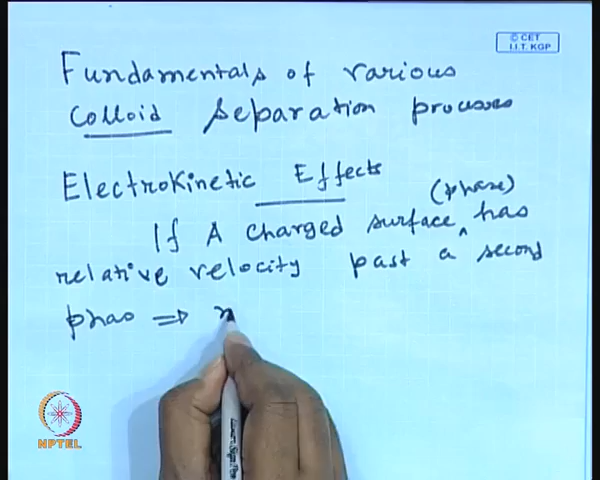 © CET
I.I.T. KGP
Fundamentals of various
Colloid Separation processes
ElectroKinetic Effects
(phase)
If A charged surface ^ has
relative velocity past a second
phas ⇒
NPTEL